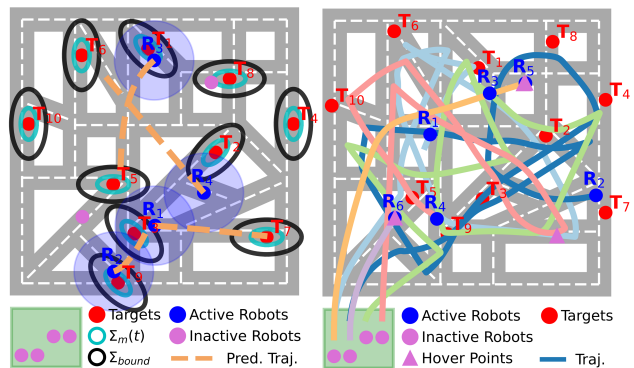 T₆
R₃ T₁
T₈
T₁₀
T₄
T₂
T₅
R₄
R₁
T₇
R₂
T₉
Targets
Active Robots
Σₘ(t)
Inactive Robots
Σ_bound
Pred. Traj.
T₆
T₈
T₁
R₅
R₃
T₁₀
T₄
R₁
T₂
T₅
T₃
R₂
R₆
R₄
T₇
T₉
Active Robots
Targets
Inactive Robots
Hover Points
Traj.